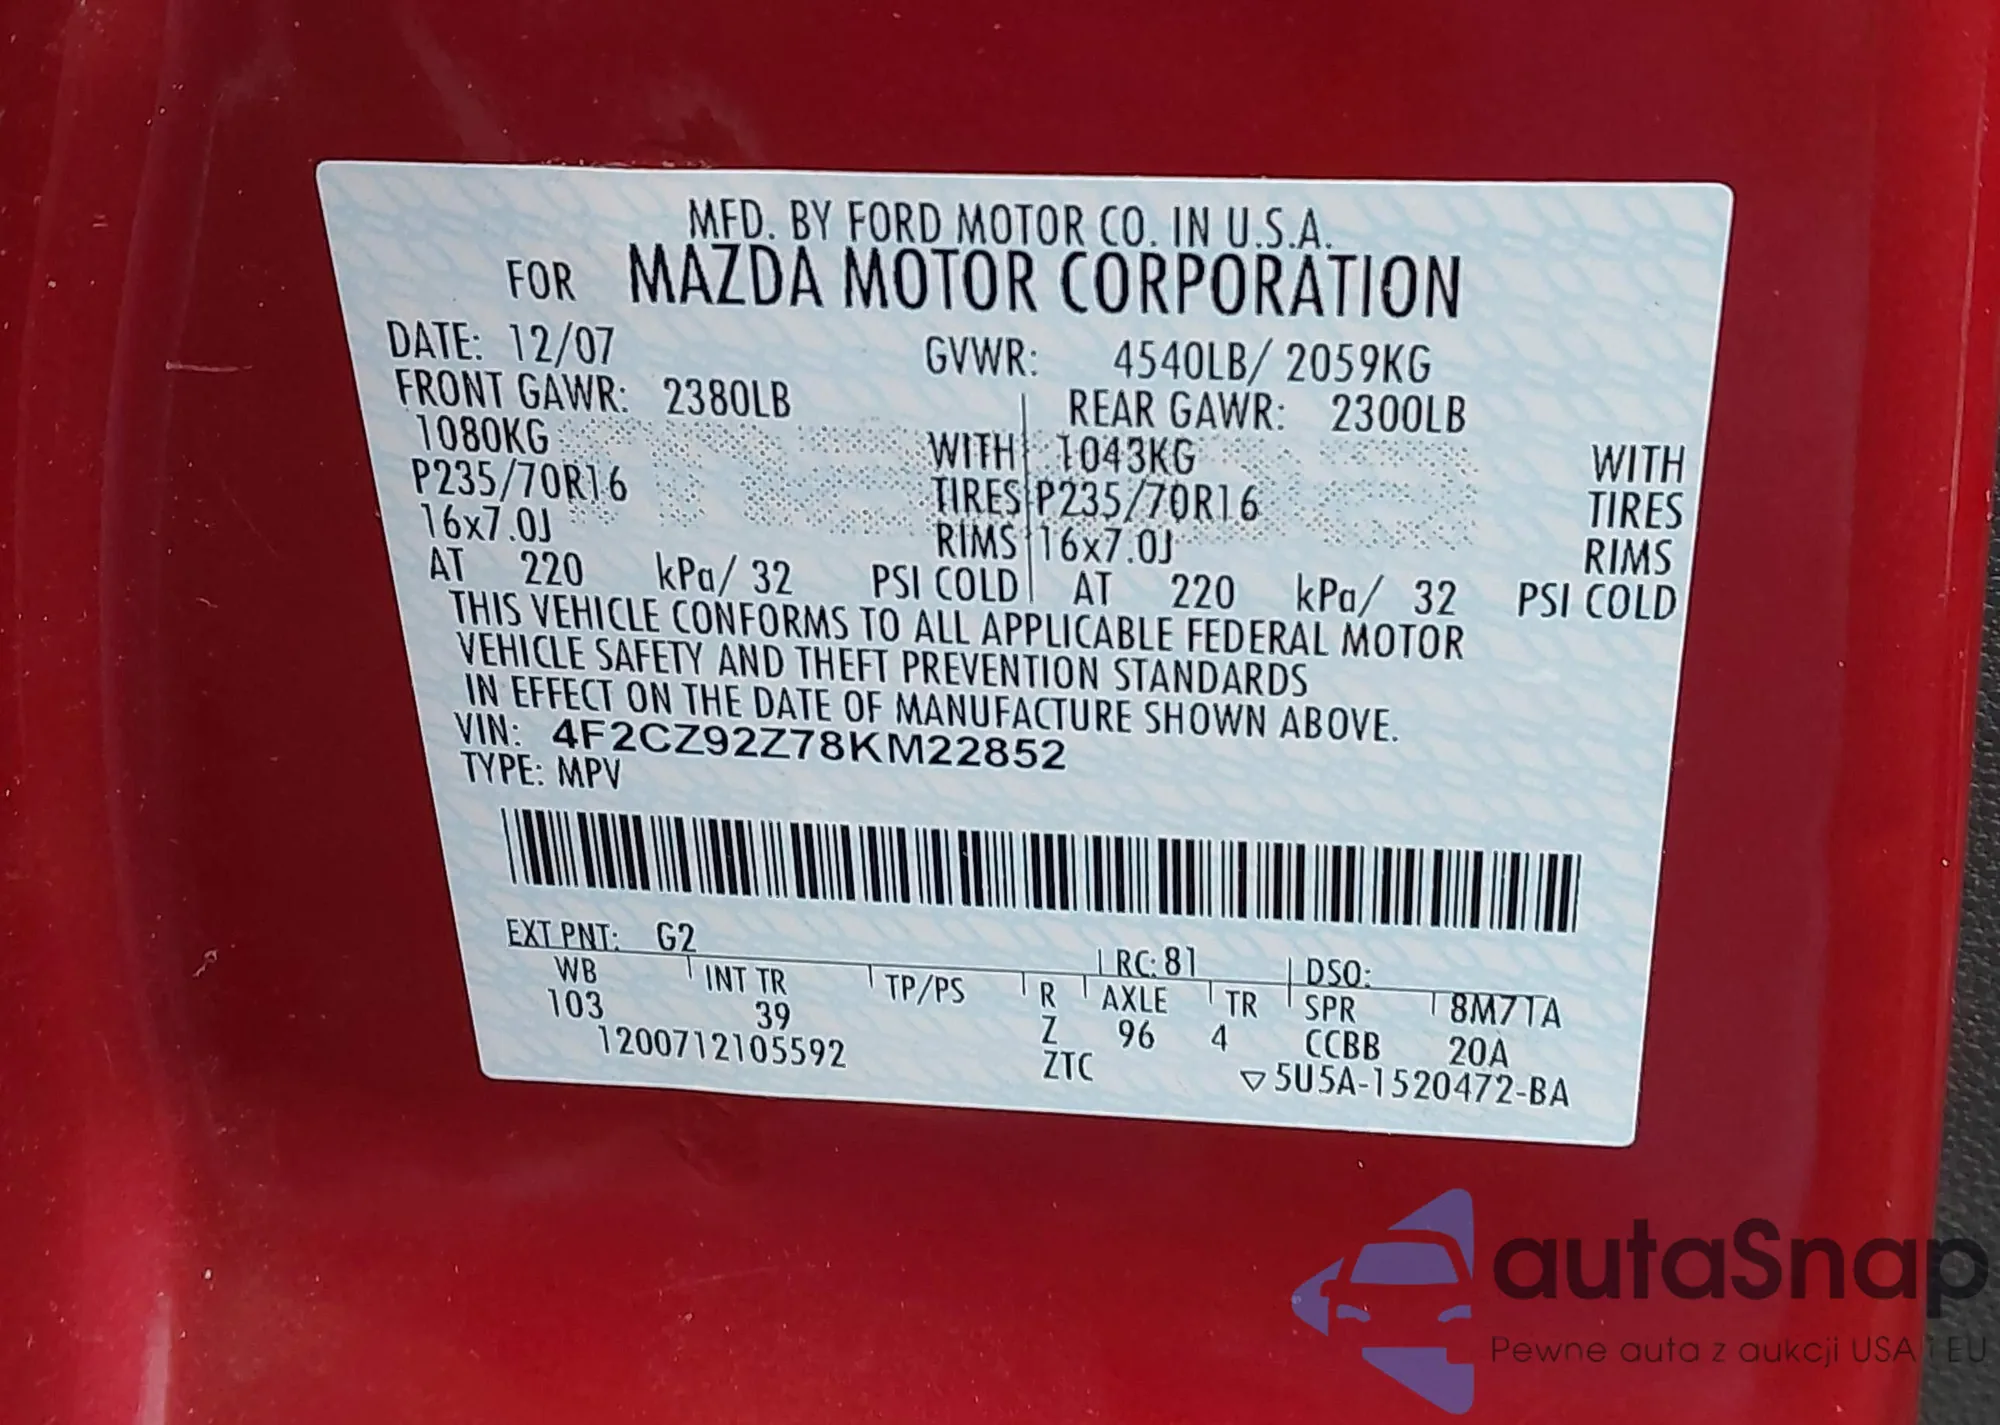 MFD. BY FORD MOTOR CO. IN U.S.A.
FOR MAZDA MOTOR CORPORATION
DATE: 12/07 GVWR: 4540LB/ 2059KG
FRONT GAWR: 2380LB REAR GAWR: 2300LB
1080KG WITH 1043KG WITH
P235/70R16 TIRES P235/70R16 TIRES
16x7.0J RIMS 16x7.0J RIMS
AT 220 kPa/ 32 PSI COLD AT 220 kPa/ 32 PSI COLD
THIS VEHICLE CONFORMS TO ALL APPLICABLE FEDERAL MOTOR
VEHICLE SAFETY AND THEFT PREVENTION STANDARDS
IN EFFECT ON THE DATE OF MANUFACTURE SHOWN ABOVE.
VIN: 4F2CZ92Z78KM22852
TYPE: MPV
EXT PNT: G2 RC: 81 DSO:
WB INT TR TP/PS R AXLE TR SPR 8M7TA
103 39 Z 96 4 CCBB 20A
1200712105592 ZTC ▽5U5A-1520472-BA
autaSnap
Pewne auta z aukcji USA i EU